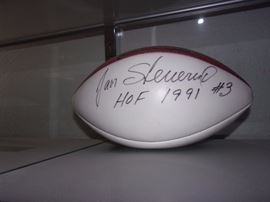 Jan Stenerud
HOF 1991 #3